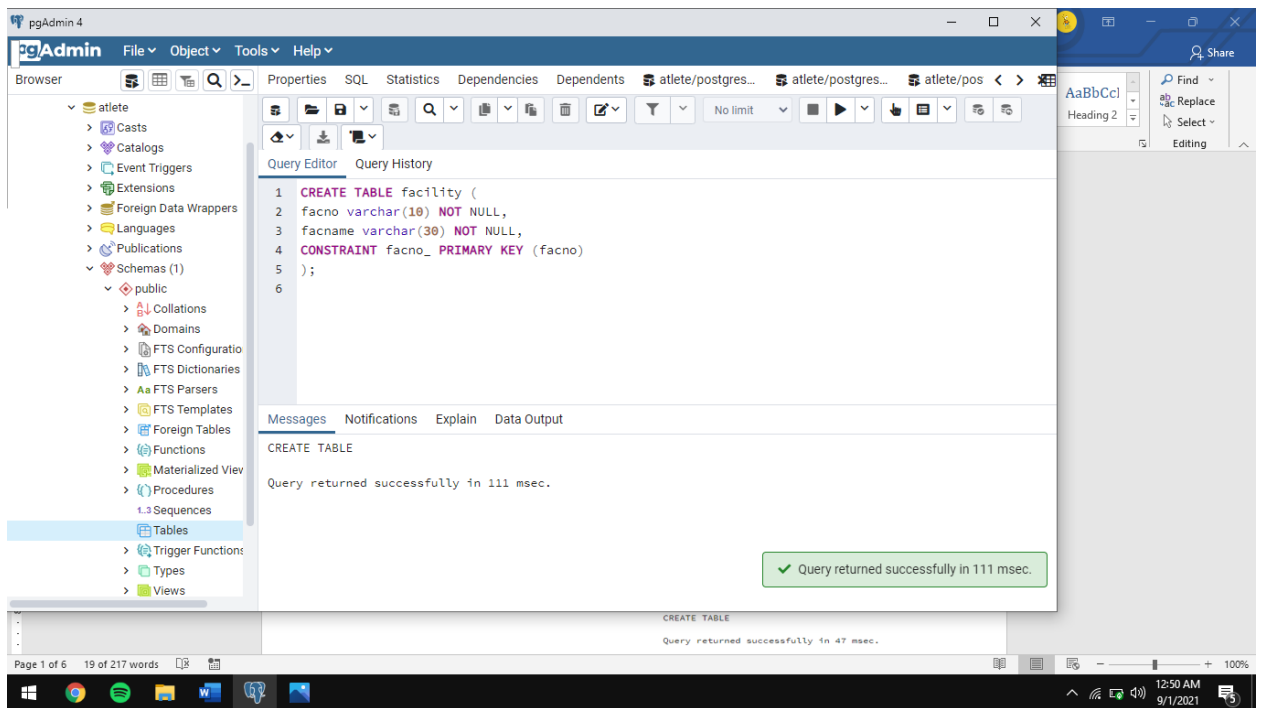 pgAdmin 4
Share
pgAdmin File Object Tools Help
Browser
Properties SQL Statistics Dependencies Dependents atlete/postgres... atlete/postgres... atlete/pos
Find
AaBbCcl
Replace
Heading 2
Select
Editing
No limit
atlete
Casts
Catalogs
Event Triggers
Extensions
Foreign Data Wrappers
Languages
Publications
Schemas (1)
public
Collations
Domains
FTS Configuratio
FTS Dictionaries
Aa FTS Parsers
FTS Templates
Foreign Tables
Functions
Materialized View
Procedures
1..3 Sequences
Tables
Trigger Functions
Types
Views
Query Editor Query History
1 CREATE TABLE facility (
2 facno varchar(10) NOT NULL,
3 facname varchar(30) NOT NULL,
4 CONSTRAINT facno_ PRIMARY KEY (facno)
5 );
6
Messages Notifications Explain Data Output
CREATE TABLE
Query returned successfully in 111 msec.
Query returned successfully in 111 msec.
CREATE TABLE
Query returned successfully in 47 msec.
Page 1 of 6 19 of 217 words
100%
12:50 AM
9/1/2021
5